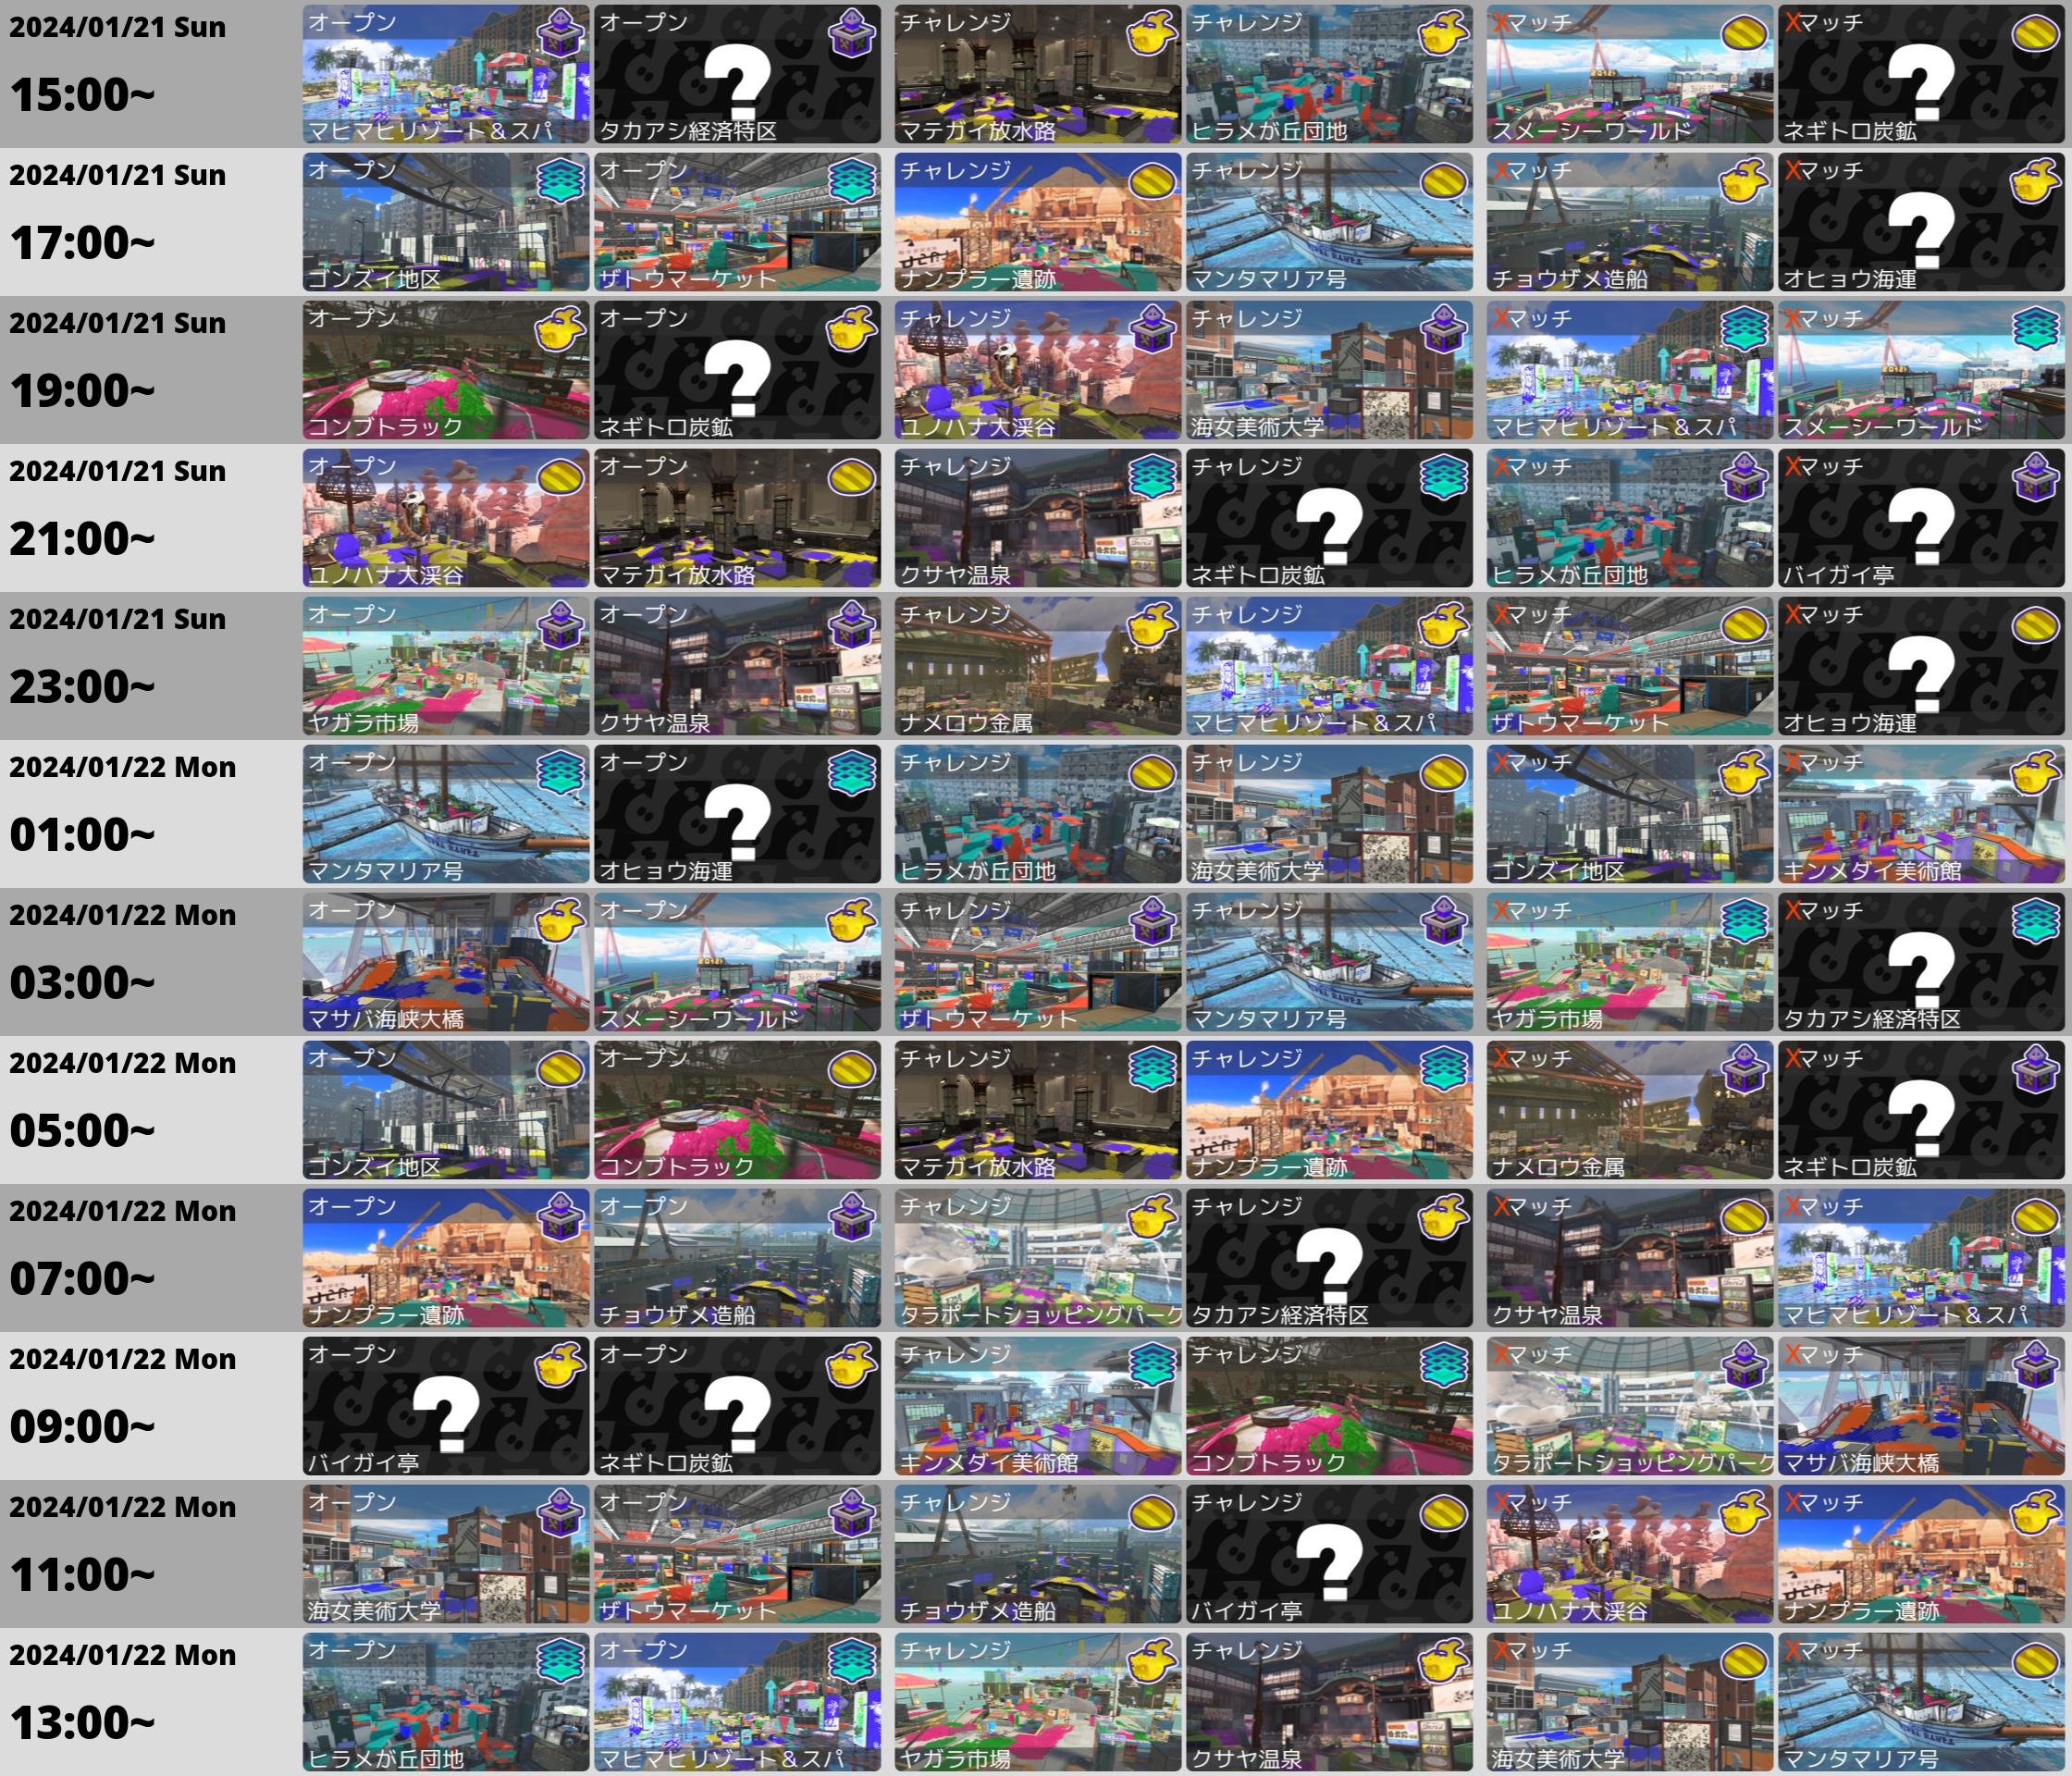 2024/01/21 Sun
15:00~
オープン オープン チャレンジ チャレンジ Xマッチ Xマッチ
マヒマヒリゾート＆スパ タカアシ経済特区 マテガイ放水路 ヒラメが丘団地 スメーシーワールド ネギトロ炭鉱
2024/01/21 Sun
17:00~
オープン オープン チャレンジ チャレンジ Xマッチ Xマッチ
ゴンズイ地区 ザトウマーケット ナンプラー遺跡 マンタマリア号 チョウザメ造船 オヒョウ海運
2024/01/21 Sun
19:00~
オープン オープン チャレンジ チャレンジ Xマッチ Xマッチ
コンブトラック ネギトロ炭鉱 ユノハナ大渓谷 海女美術大学 マヒマヒリゾート＆スパ スメーシーワールド
2024/01/21 Sun
21:00~
オープン オープン チャレンジ チャレンジ Xマッチ Xマッチ
ユノハナ大渓谷 マテガイ放水路 クサヤ温泉 ネギトロ炭鉱 ヒラメが丘団地 バイガイ亭
2024/01/21 Sun
23:00~
オープン オープン チャレンジ チャレンジ Xマッチ Xマッチ
ヤガラ市場 クサヤ温泉 ナメロウ金属 マヒマヒリゾート＆スパ ザトウマーケット オヒョウ海運
2024/01/22 Mon
01:00~
オープン オープン チャレンジ チャレンジ Xマッチ Xマッチ
マンタマリア号 オヒョウ海運 ヒラメが丘団地 海女美術大学 ゴンズイ地区 キンメダイ美術館
2024/01/22 Mon
03:00~
オープン オープン チャレンジ チャレンジ Xマッチ Xマッチ
マサバ海峡大橋 スメーシーワールド ザトウマーケット マンタマリア号 ヤガラ市場 タカアシ経済特区
2024/01/22 Mon
05:00~
オープン オープン チャレンジ チャレンジ Xマッチ Xマッチ
ゴンズイ地区 コンブトラック マテガイ放水路 ナンプラー遺跡 ナメロウ金属 ネギトロ炭鉱
2024/01/22 Mon
07:00~
オープン オープン チャレンジ チャレンジ Xマッチ Xマッチ
ナンプラー遺跡 チョウザメ造船 タラポートショッピングパーク タカアシ経済特区 クサヤ温泉 マヒマヒリゾート＆スパ
2024/01/22 Mon
09:00~
オープン オープン チャレンジ チャレンジ Xマッチ Xマッチ
バイガイ亭 ネギトロ炭鉱 キンメダイ美術館 コンブトラック タラポートショッピングパーク マサバ海峡大橋
2024/01/22 Mon
11:00~
オープン オープン チャレンジ チャレンジ Xマッチ Xマッチ
海女美術大学 ザトウマーケット チョウザメ造船 バイガイ亭 ユノハナ大渓谷 ナンプラー遺跡
2024/01/22 Mon
13:00~
オープン オープン チャレンジ チャレンジ Xマッチ Xマッチ
ヒラメが丘団地 マヒマヒリゾート＆スパ ヤガラ市場 クサヤ温泉 海女美術大学 マンタマリア号